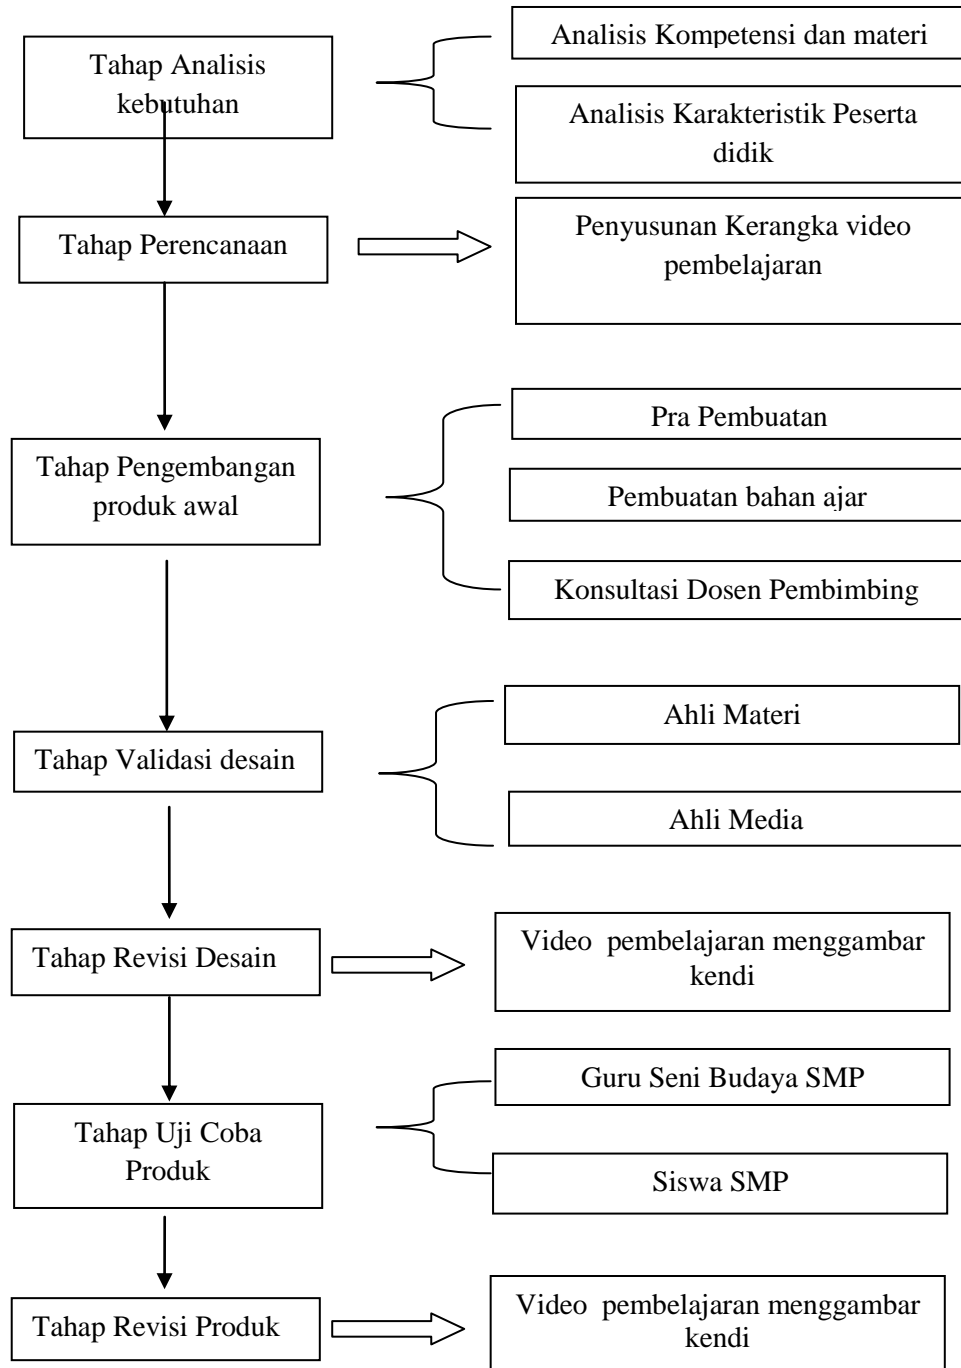 Tahap Analisis
kebutuhan
Analisis Kompetensi dan materi
Analisis Karakteristik Peserta
didik
Tahap Perencanaan
Penyusunan Kerangka video
pembelajaran
Tahap Pengembangan
produk awal
Pra Pembuatan
Pembuatan bahan ajar
Konsultasi Dosen Pembimbing
Tahap Validasi desain
Ahli Materi
Ahli Media
Tahap Revisi Desain
Video pembelajaran menggambar
kendi
Tahap Uji Coba
Produk
Guru Seni Budaya SMP
Siswa SMP
Tahap Revisi Produk
Video pembelajaran menggambar
kendi